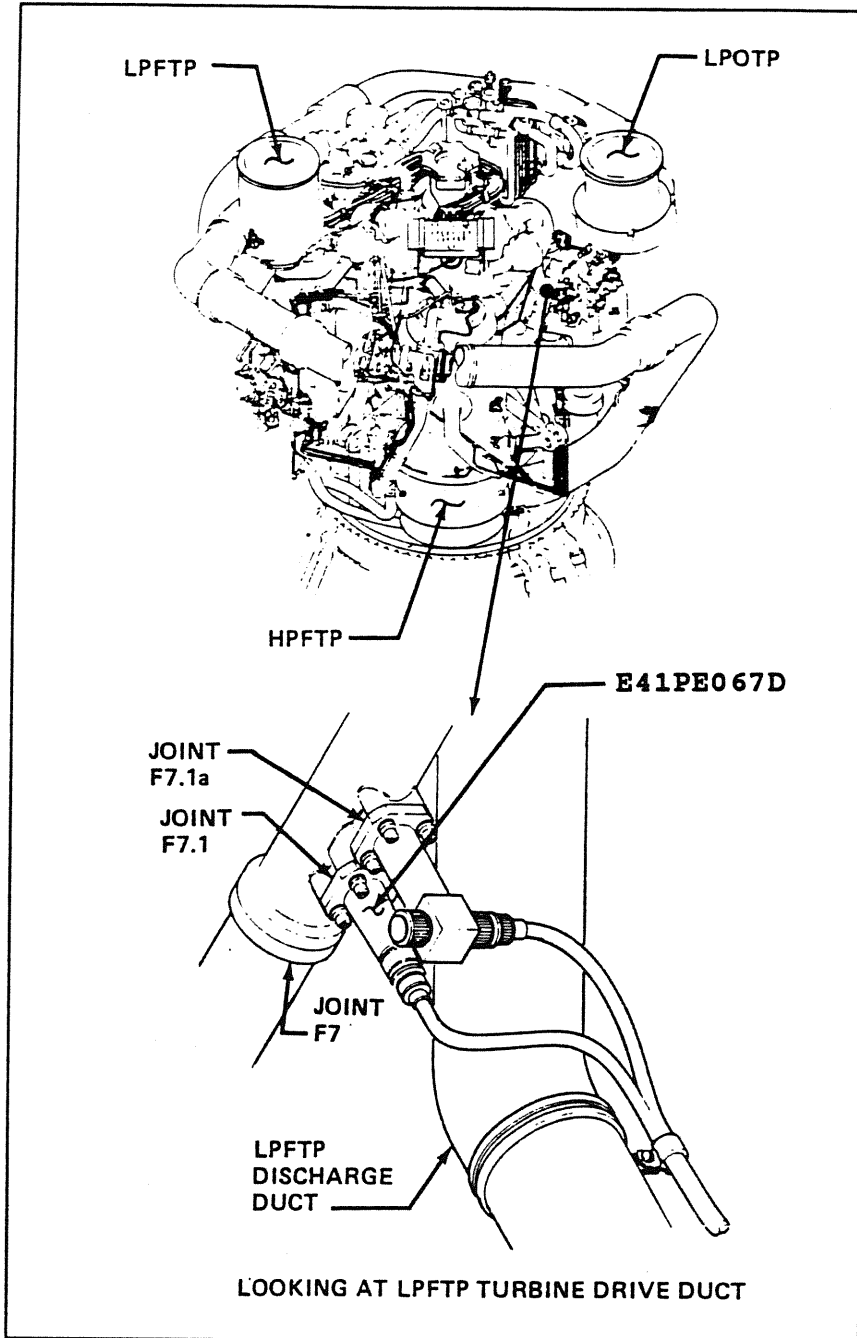 LPFTP
LPOTP
HPFTP
E41PE067D
JOINT
F7.1a
JOINT
F7.1
JOINT
F7
LPFTP
DISCHARGE
DUCT
LOOKING AT LPFTP TURBINE DRIVE DUCT